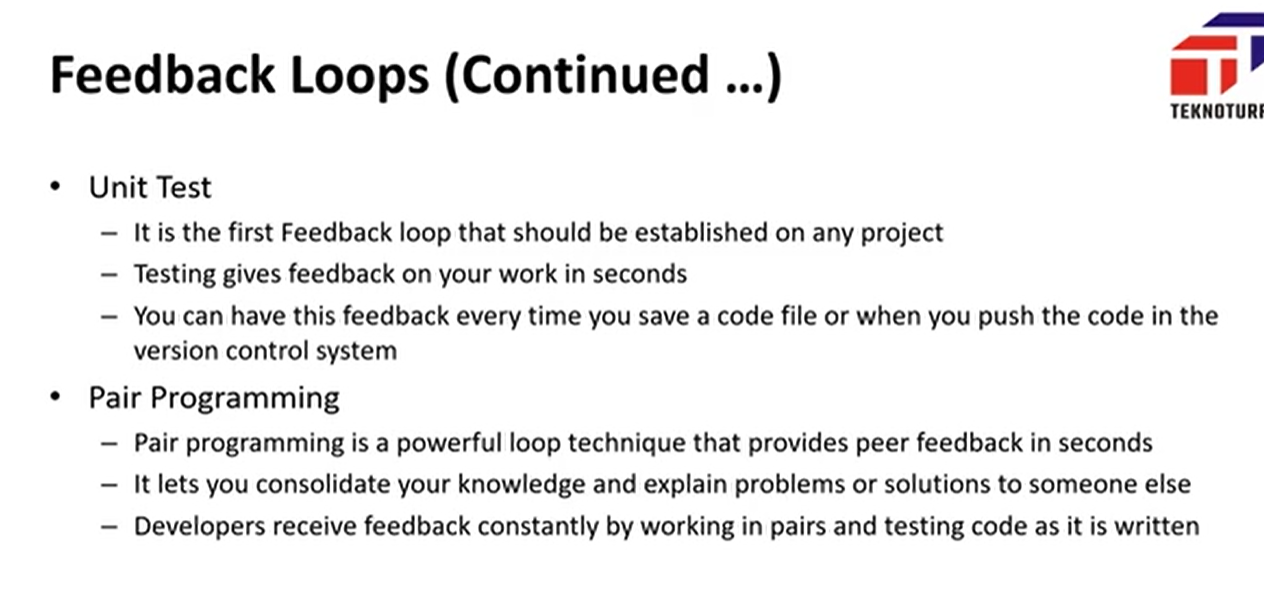 Feedback Loops (Continued ...)
TEKNOTURF
• Unit Test
– It is the first Feedback loop that should be established on any project
– Testing gives feedback on your work in seconds
– You can have this feedback every time you save a code file or when you push the code in the
version control system
• Pair Programming
– Pair programming is a powerful loop technique that provides peer feedback in seconds
– It lets you consolidate your knowledge and explain problems or solutions to someone else
– Developers receive feedback constantly by working in pairs and testing code as it is written